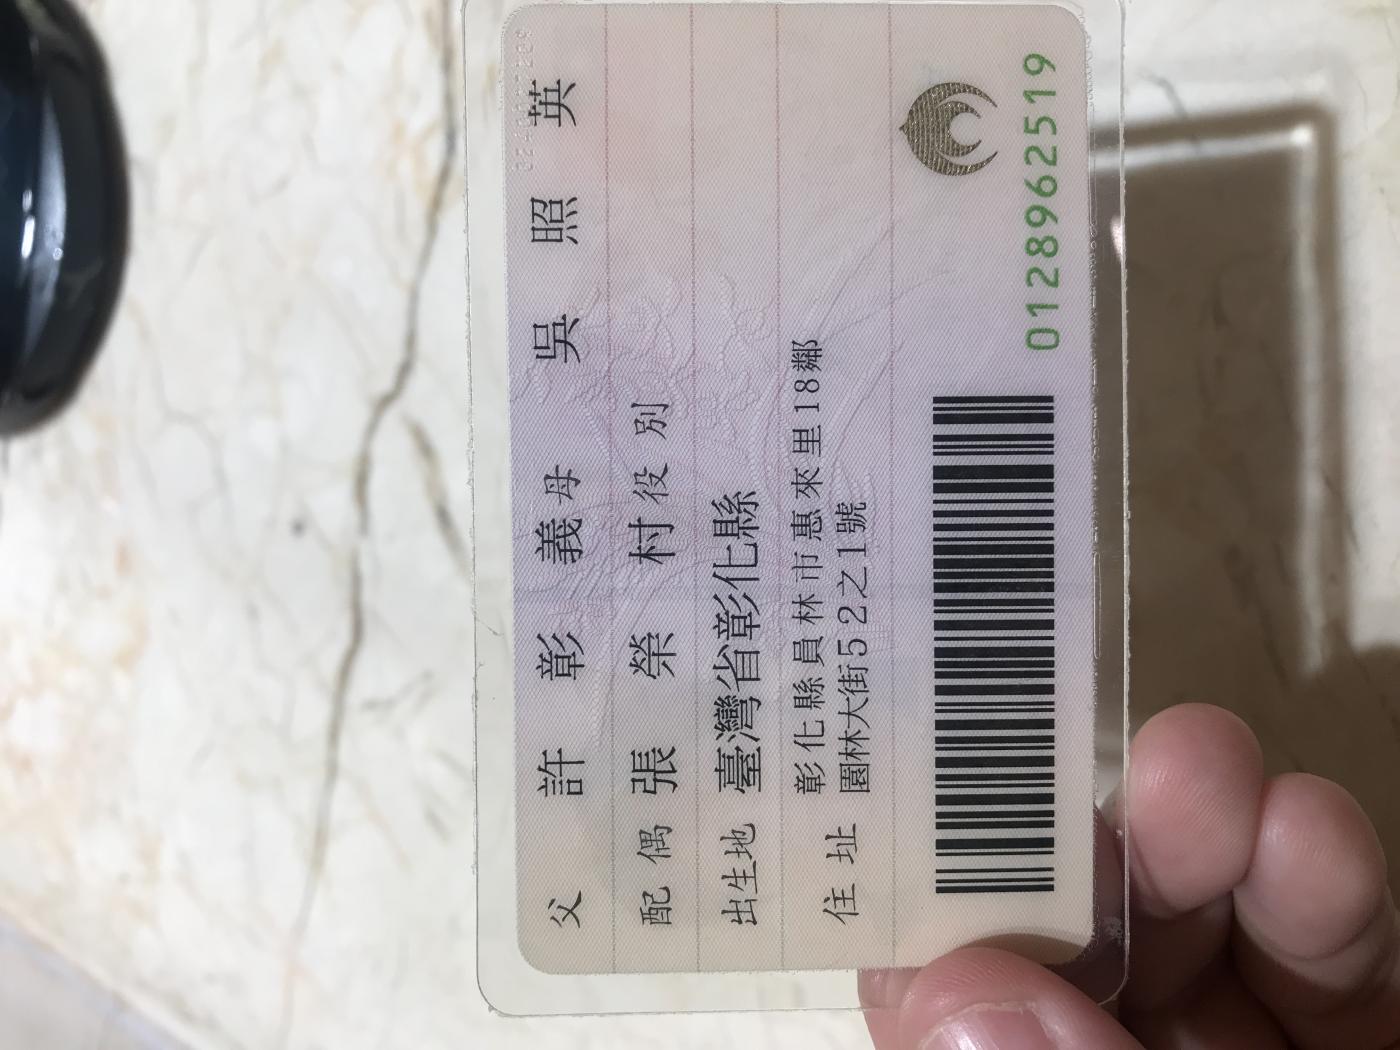 父 許彰義 母 吳照英
配偶 張榮村 役別
出生地 臺灣省彰化縣
住址 彰化縣員林市惠來里18鄰
園林大街52之1號
0128962519